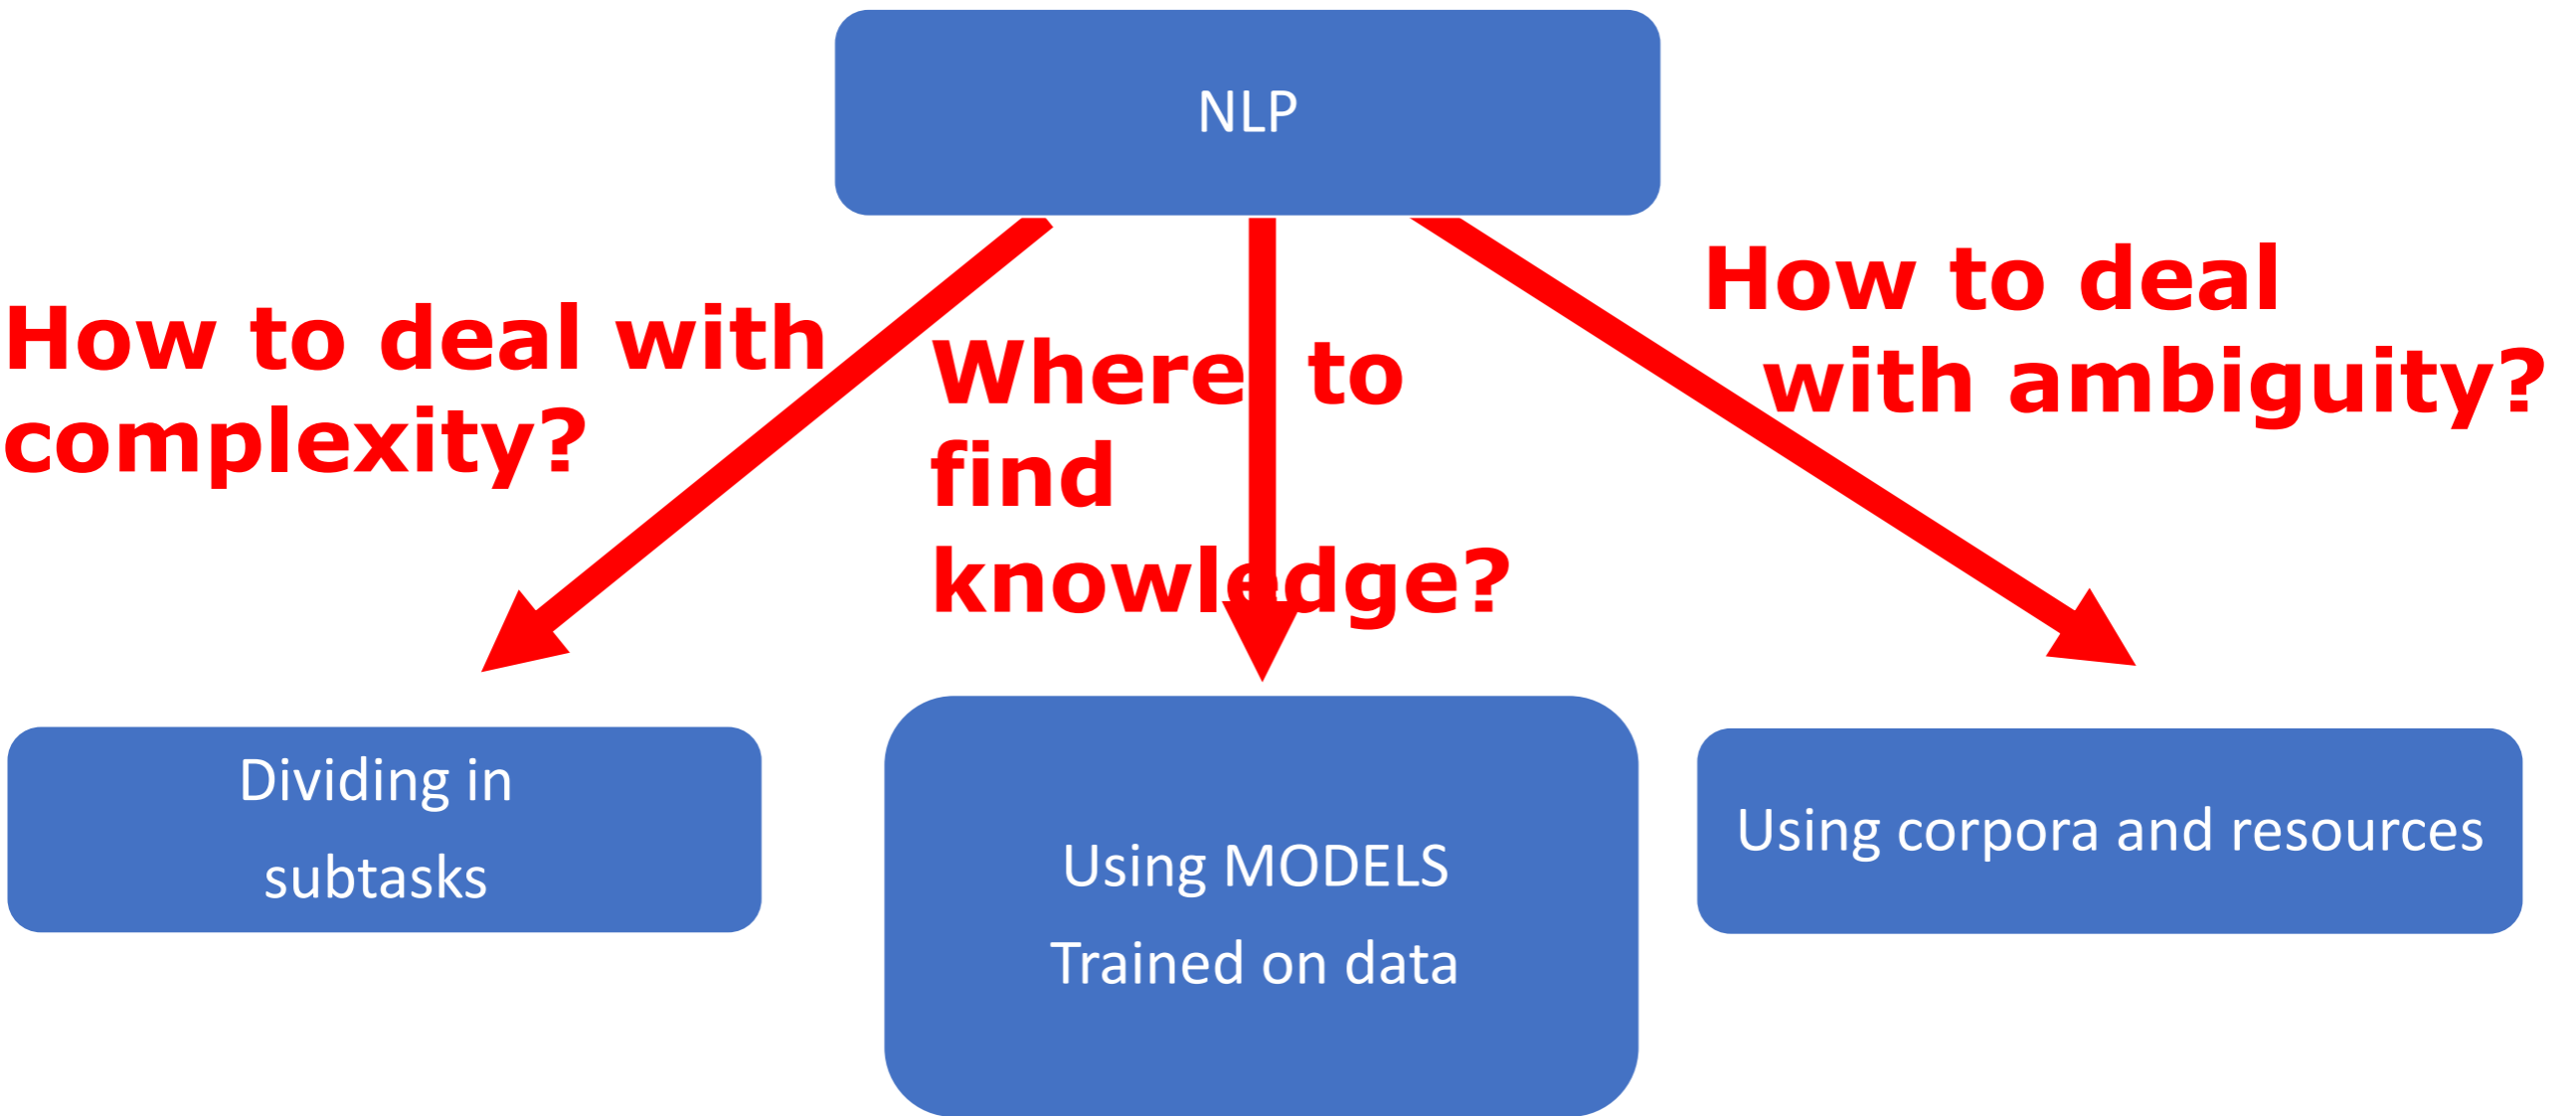 NLP
How to deal with
complexity?
Where to
find
knowledge?
How to deal
with ambiguity?
Dividing in
subtasks
Using MODELS
Trained on data
Using corpora and resources